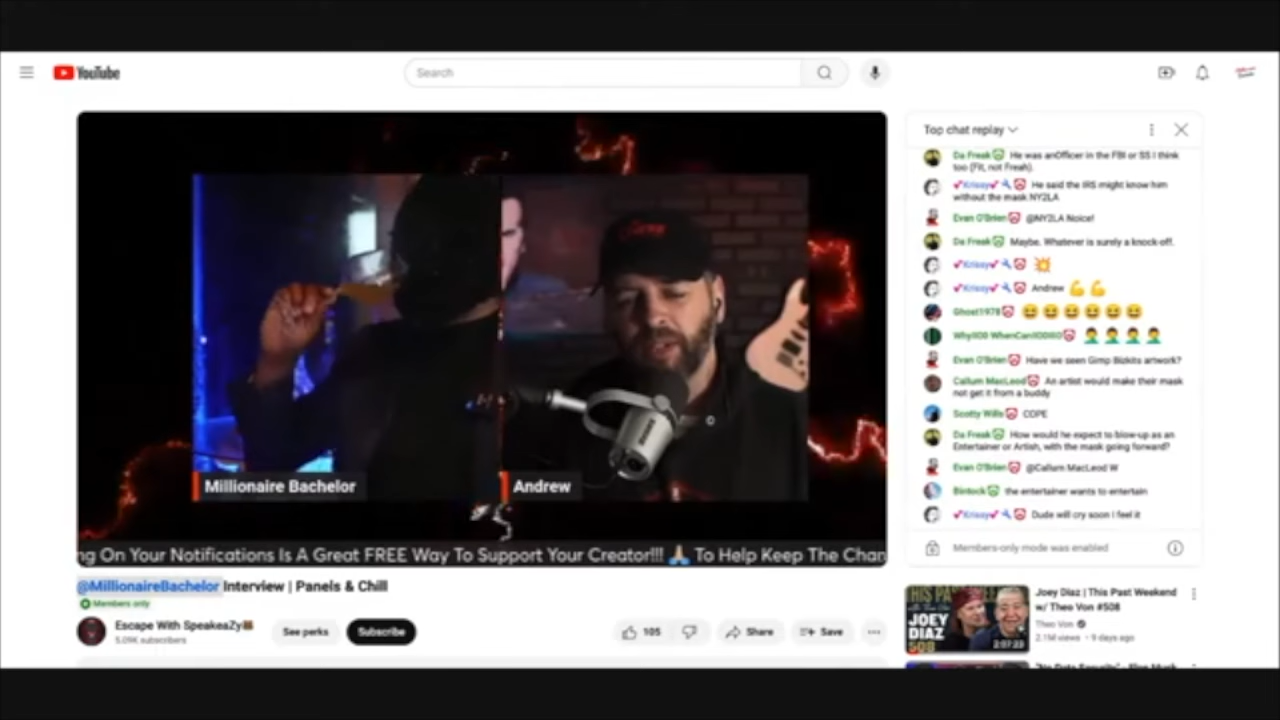 YouTube
Search
Top chat replay
Da Freak He was anOfficer in the FBI or SS I think
too (Fit, not Freah).
Krissy He said the IRS might know him
without the mask NY2LA
Evan O'Brien @NY2LA Noice!
Da Freak Maybe. Whatever is surely a knock-off.
Krissy
Krissy Andrew
Ghost1978
Evan O'Brien Have we seen Gimp Bizkits artwork?
Callum MacLeod An artist would make their mask
not get it from a buddy
Scotty Wills COPE
Da Freak How would he expect to blow-up as an
Entertainer or Artish, with the mask going forward?
Evan O'Brien @Callum MacLeod W
the entertainer wants to entertain
Krissy Dude will cry soon I feel it
Members-only mode was enabled
Millionaire Bachelor
Andrew
ng On Your Notifications Is A Great FREE Way To Support Your Creator!!! 🙏 To Help Keep The Chan
@MillionaireBachelor Interview | Panels & Chill
Members only
Escape With SpeakeaZy
5.09K subscribers
See perks
Subscribe
105
Share
Save
JOEY
DIAZ
508
2:07:23
Joey Diaz | This Past Weekend
w/ Theo Von #508
Theo Von
2.1M views • 9 days ago